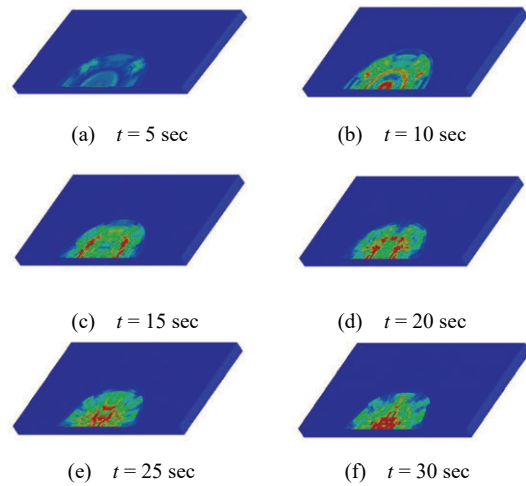 (a) t = 5 sec
(b) t = 10 sec
(c) t = 15 sec
(d) t = 20 sec
(e) t = 25 sec
(f) t = 30 sec